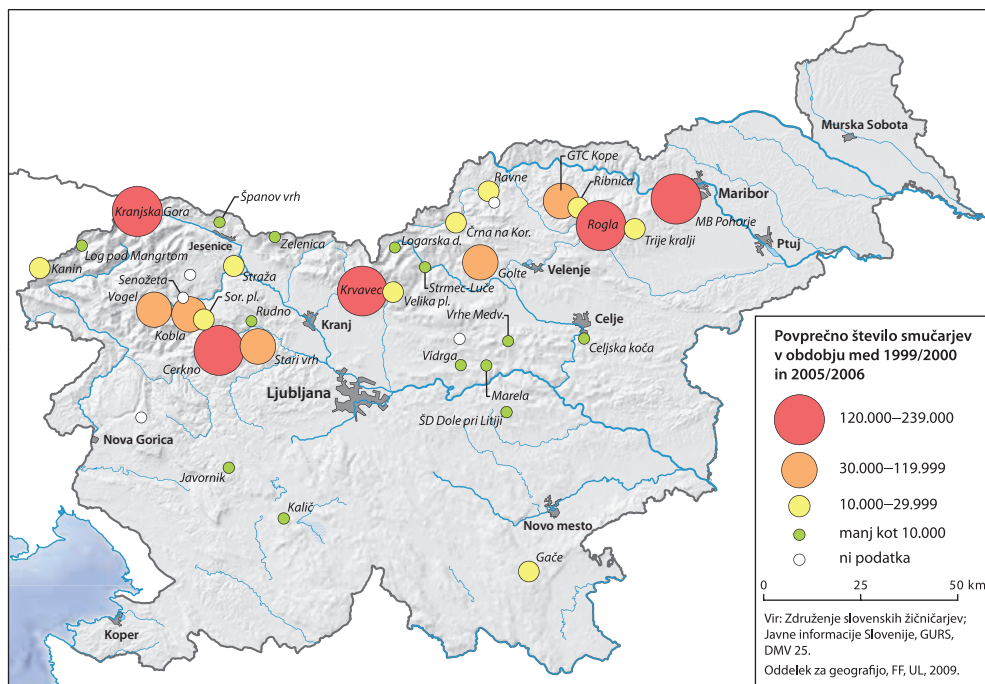 Murska Sobota
GTC Kope
Ravne
Ribnica
Maribor
MB Pohorje
Kranjska Gora
Španov vrh
Rogla
Črna na Kor.
Trije kralji
Ptuj
Jesenice
Zelenica
Logarska d.
Log pod Mangrtom
Kanin
Straža
Golte
Velenje
Senožeta
Strmec-Luče
Krvavec
Vogel
Sor. pl.
Velika pl.
Rudno
Vrhe Medv.
Kobla
Kranj
Celje
Celjska koča
Vidrga
Stari vrh
Cerkno
Marela
Ljubljana
ŠD Dole pri Litiji
Nova Gorica
Javornik
Kalič
Novo mesto
Gače
Koper
Povprečno število smučarjev
v obdobju med 1999/2000
in 2005/2006
120.000–239.000
30.000–119.999
10.000–29.999
manj kot 10.000
ni podatka
0 25 50 km
Vir: Združenje slovenskih žičničarjev;
Javne informacije Slovenije, GURS,
DMV 25.
Oddelek za geografijo, FF, UL, 2009.